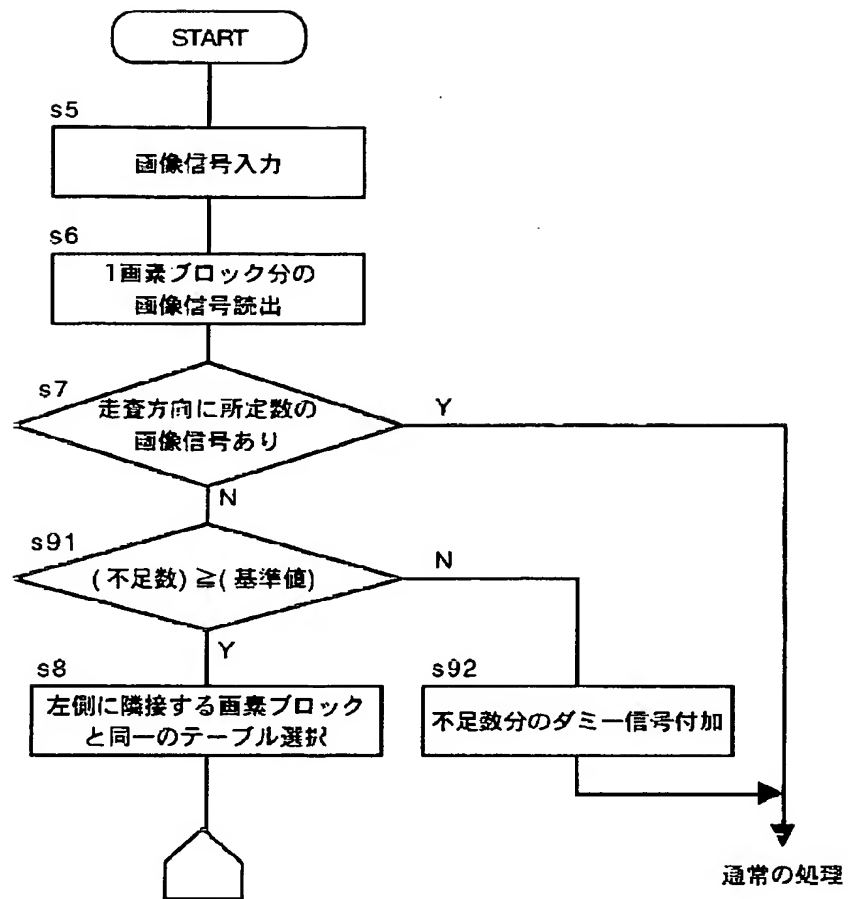 START
s5
画像信号入力
s6
1画素ブロック分の
画像信号読出
s7
走査方向に所定数の
画像信号あり
Y
N
s91
(不足数)≧(基準値)
N
Y
s8
左側に隣接する画素ブロック
と同一のテーブル選択
s92
不足数分のダミー信号付加
通常の処理